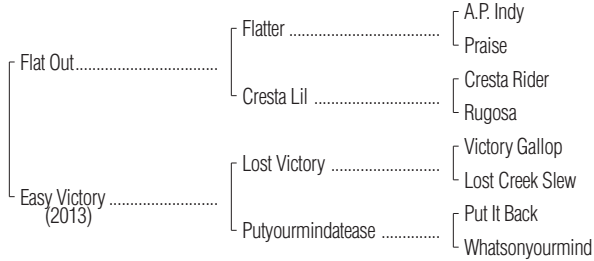 A.P. Indy
Flatter
Praise
Flat Out
Cresta Rider
Cresta Lil
Rugosa
Victory Gallop
Lost Victory
Lost Creek Slew
Easy Victory
(2013)
Put It Back
Putyourmindatease
Whatsonyourmind